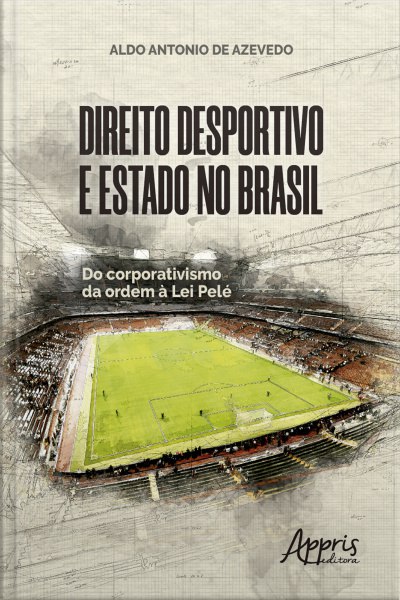 ALDO ANTONIO DE AZEVEDO
DIREITO DESPORTIVO
E ESTADO NO BRASIL
Do corporativismo
da ordem à Lei Pelé
Appris
editora